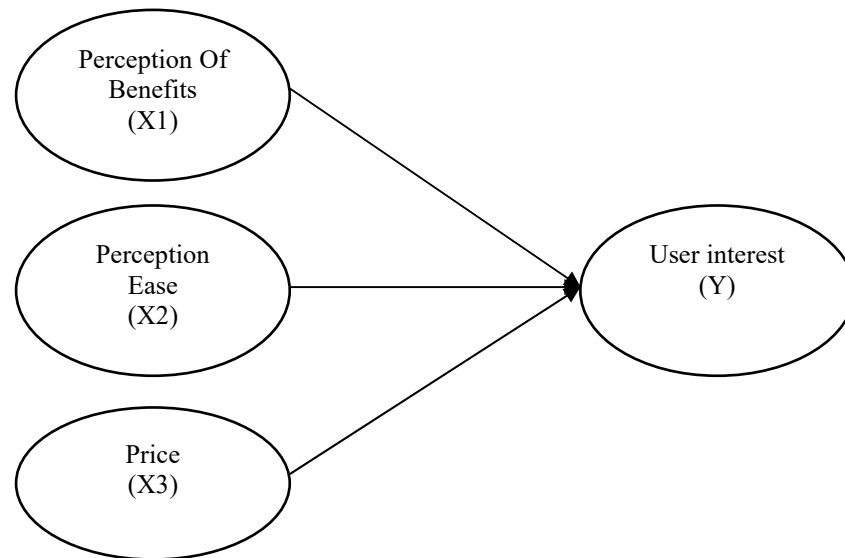 Perception Of
Benefits
(X1)
Perception
Ease
(X2)
User interest
(Y)
Price
(X3)